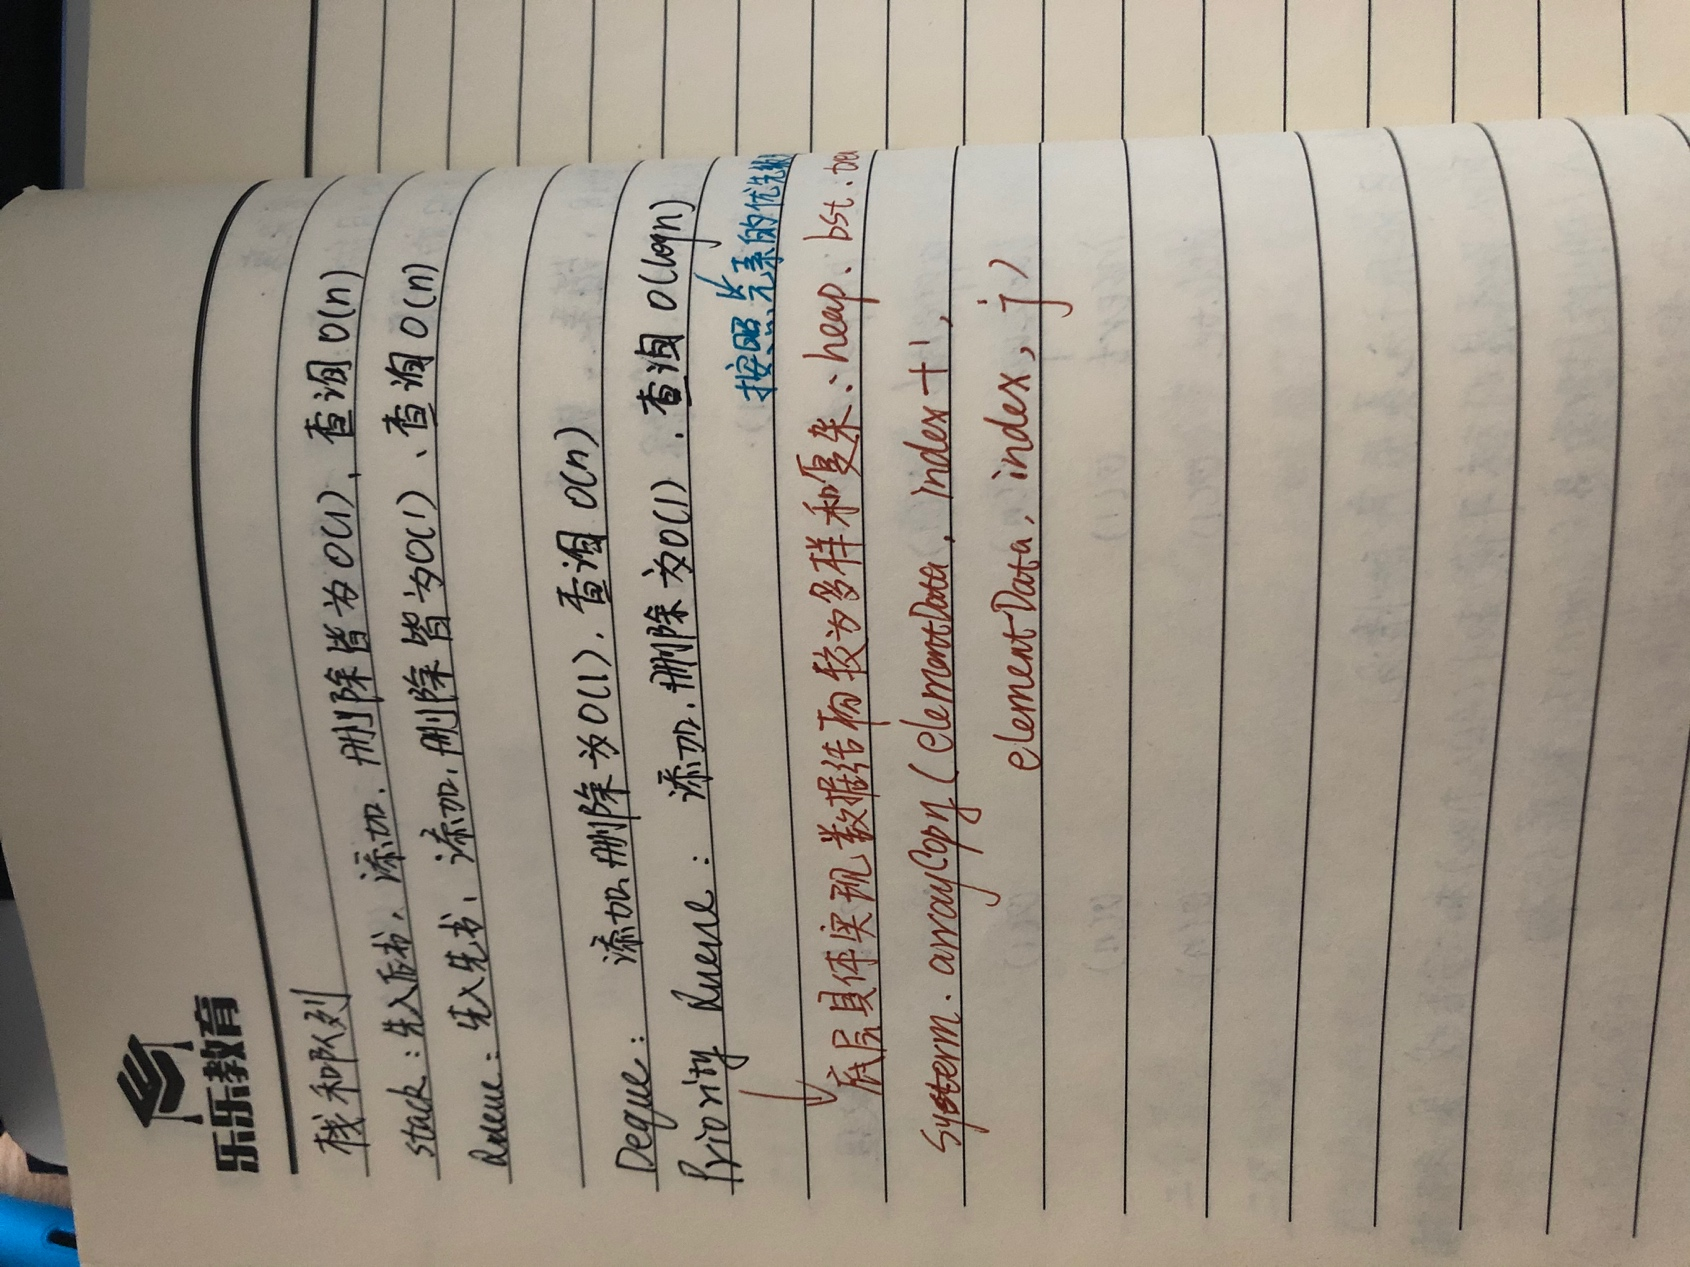 乐乐教育
栈和队列
stack：先入后出，添加、删除皆为O(1)、查询O(n)
Queue：先入先出，添加、删除皆为O(1)、查询O(n)
Deque： 添加、删除为O(1)、查询O(n)
Priority Queue： 添加、删除为O(1)、查询O(logn)
按照元素的优先级
底层具体实现数据结构较为多样和复杂：heap、bst、
System.arrayCopy(elementData, index+1,
elementData, index, j)